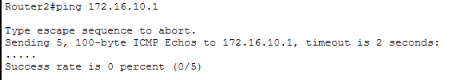 Router2#ping 172.16.10.1
Type escape sequence to abort.
Sending 5, 100-byte ICMP Echos to 172.16.10.1, timeout is 2 seconds:
.....
Success rate is 0 percent (0/5)